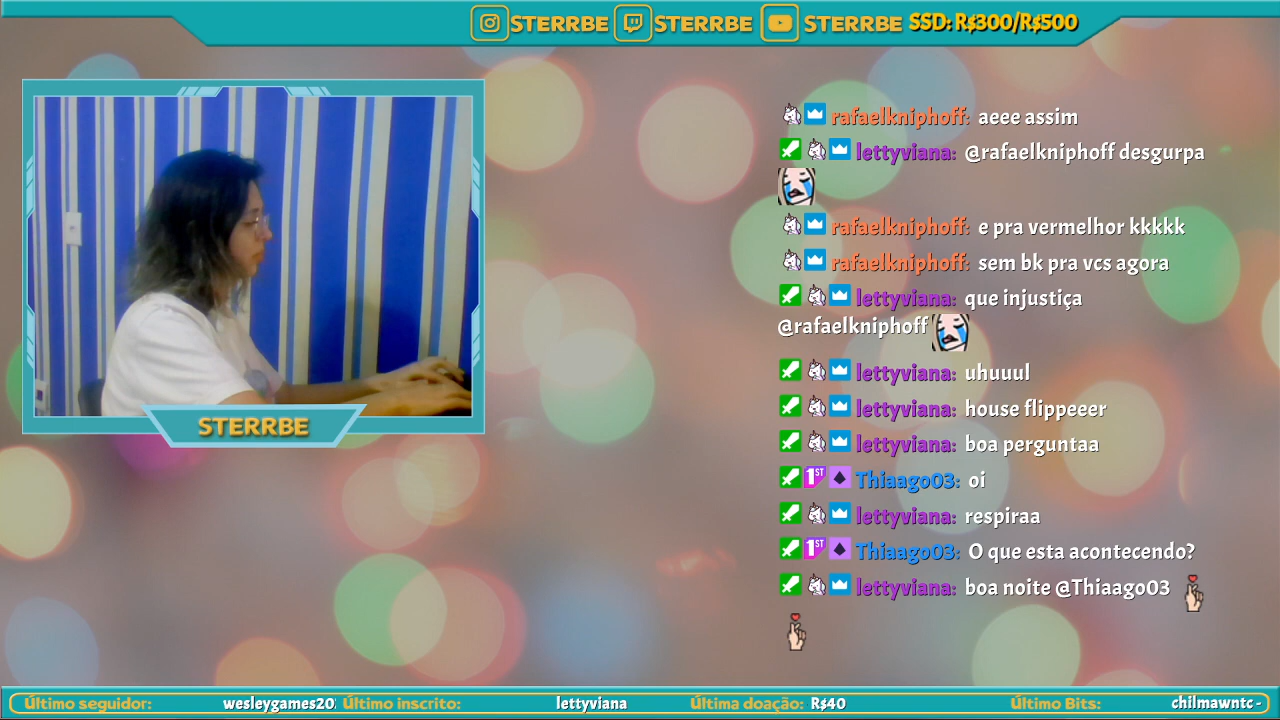 STERRBE STERRBE STERRBE SSD: R$300/R$500
rafaelkniphoff: aeee assim
lettyviana: @rafaelkniphoff desgurpa
rafaelkniphoff: e pra vermelhor kkkkk
rafaelkniphoff: sem bk pra vcs agora
lettyviana: que injustiça
@rafaelkniphoff
lettyviana: uhuuul
lettyviana: house flippeeer
lettyviana: boa perguntaa
1ST Thiaago03: oi
lettyviana: respiraa
1ST Thiaago03: O que esta acontecendo?
lettyviana: boa noite @Thiaago03
STERRBE
Último seguidor: wesleygames20 Último inscrito: lettyviana Última doação: R$40 Último Bits: chilmawntc -